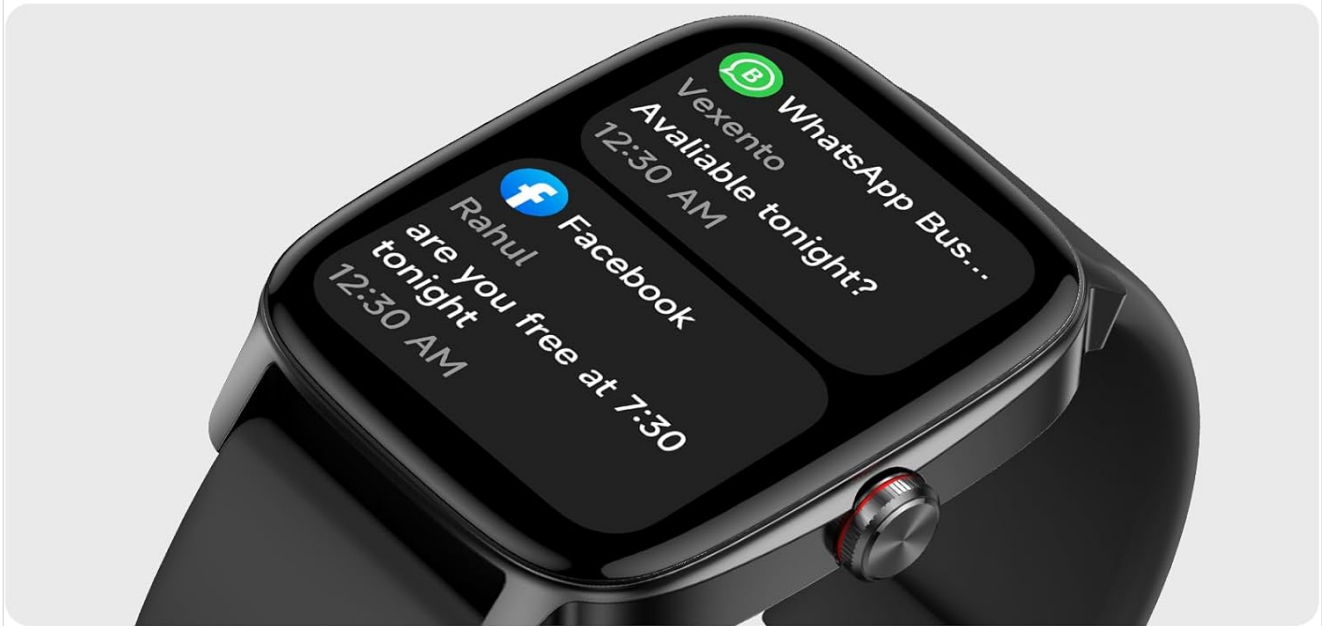 WhatsApp Bus...
Vexento
Avaliable tonight?
12:30 AM
Facebook
Rahul
are you free at 7:30
tonight
12:30 AM